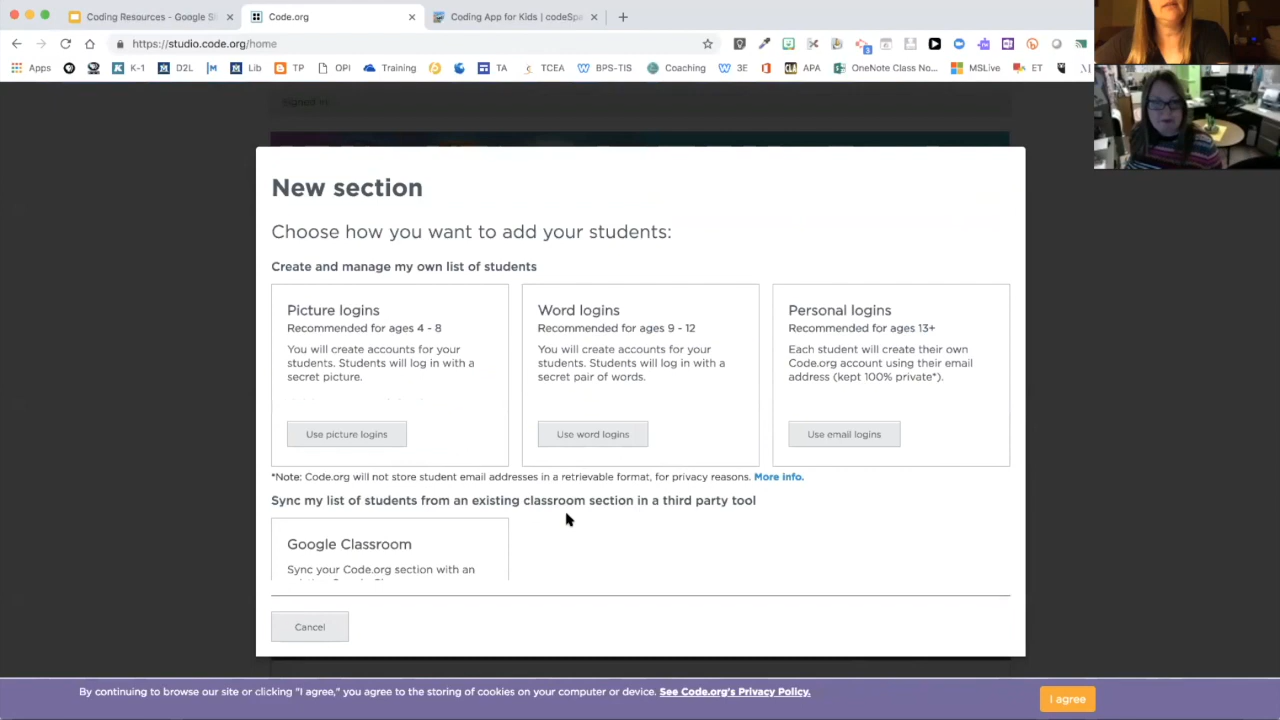 Coding Resources - Google Sl
Code.org
Coding App for Kids | codeSpa
https://studio.code.org/home
Apps
K-1
D2L
Lib
TP
OPI
Training
TA
TCEA
BPS-TIS
Coaching
3E
APA
OneNote Class No...
MSLive
ET
Signed in
New section
Choose how you want to add your students:
Create and manage my own list of students
Picture logins
Recommended for ages 4 - 8
You will create accounts for your
students. Students will log in with a
secret picture.
Use picture logins
Word logins
Recommended for ages 9 - 12
You will create accounts for your
students. Students will log in with a
secret pair of words.
Use word logins
Personal logins
Recommended for ages 13+
Each student will create their own
Code.org account using their email
address (kept 100% private*).
Use email logins
*Note: Code.org will not store student email addresses in a retrievable format, for privacy reasons. More info.
Sync my list of students from an existing classroom section in a third party tool
Google Classroom
Sync your Code.org section with an
Cancel
By continuing to browse our site or clicking "I agree," you agree to the storing of cookies on your computer or device. See Code.org's Privacy Policy.
I agree